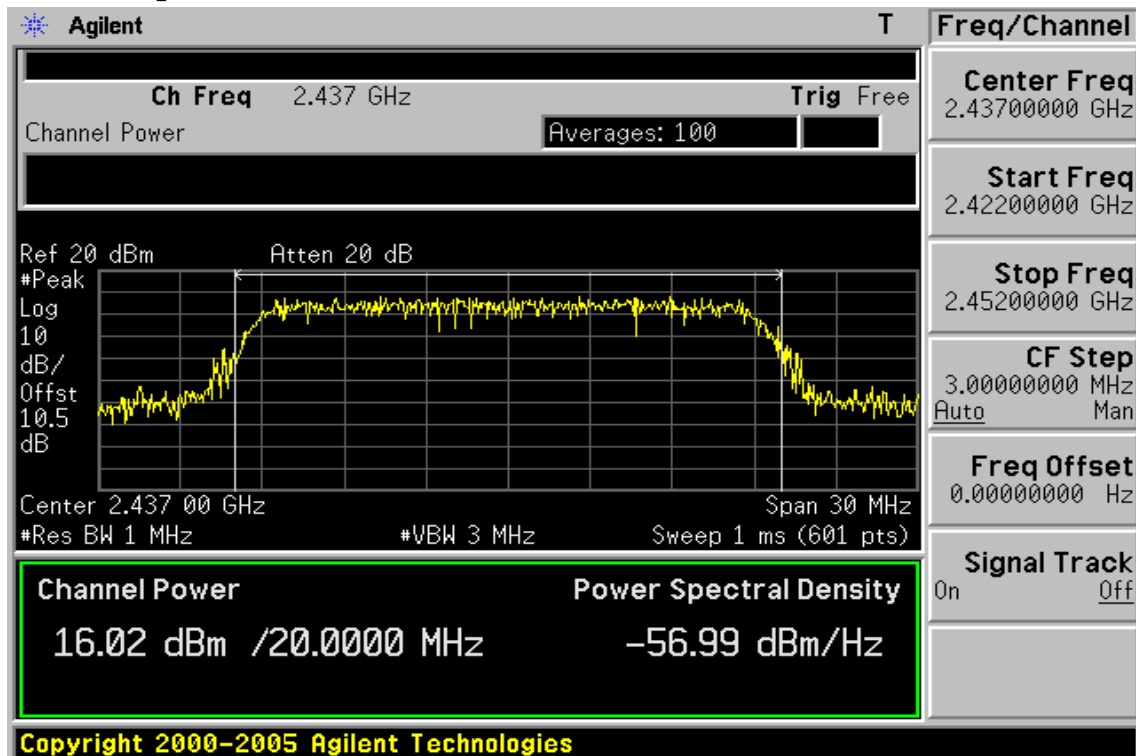 Agilent T
Ch Freq 2.437 GHz Trig Free
Channel Power Averages: 100
Ref 20 dBm Atten 20 dB
#Peak
Log
10
dB/
Offst
10.5
dB
Center 2.437 00 GHz Span 30 MHz
#Res BW 1 MHz #VBW 3 MHz Sweep 1 ms (601 pts)
Channel Power Power Spectral Density
16.02 dBm /20.0000 MHz -56.99 dBm/Hz
Copyright 2000-2005 Agilent Technologies
Freq/Channel
Center Freq
2.43700000 GHz
Start Freq
2.42200000 GHz
Stop Freq
2.45200000 GHz
CF Step
3.00000000 MHz
Auto Man
Freq Offset
0.00000000 Hz
Signal Track
On Off